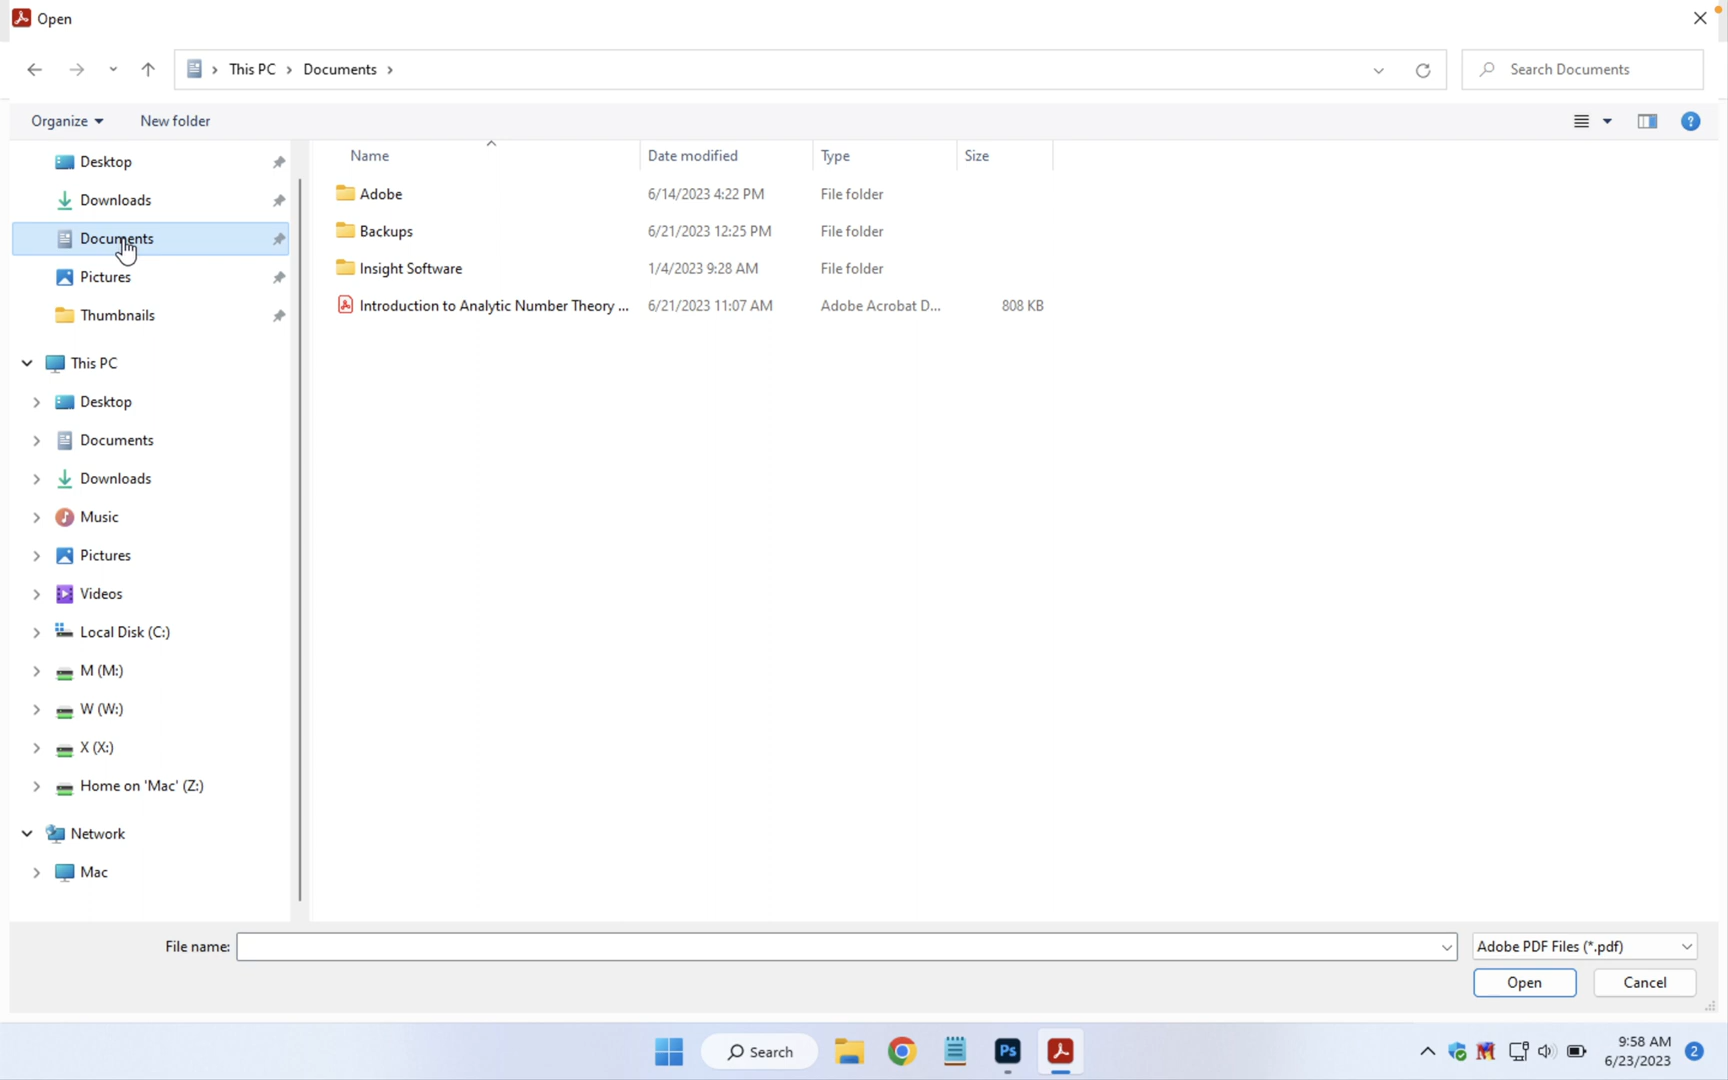 Open
This PC > Documents >
Search Documents
Organize
New folder
Name
Date modified
Type
Size
Desktop
Downloads
Documents
Pictures
Thumbnails
Adobe 6/14/2023 4:22 PM File folder
Backups 6/21/2023 12:25 PM File folder
Insight Software 1/4/2023 9:28 AM File folder
Introduction to Analytic Number Theory ... 6/21/2023 11:07 AM Adobe Acrobat D... 808 KB
This PC
Desktop
Documents
Downloads
Music
Pictures
Videos
Local Disk (C:)
M (M:)
W (W:)
X (X:)
Home on 'Mac' (Z:)
Network
Mac
File name:
Adobe PDF Files (*.pdf)
Open
Cancel
Search
Ps
9:58 AM
6/23/2023
2